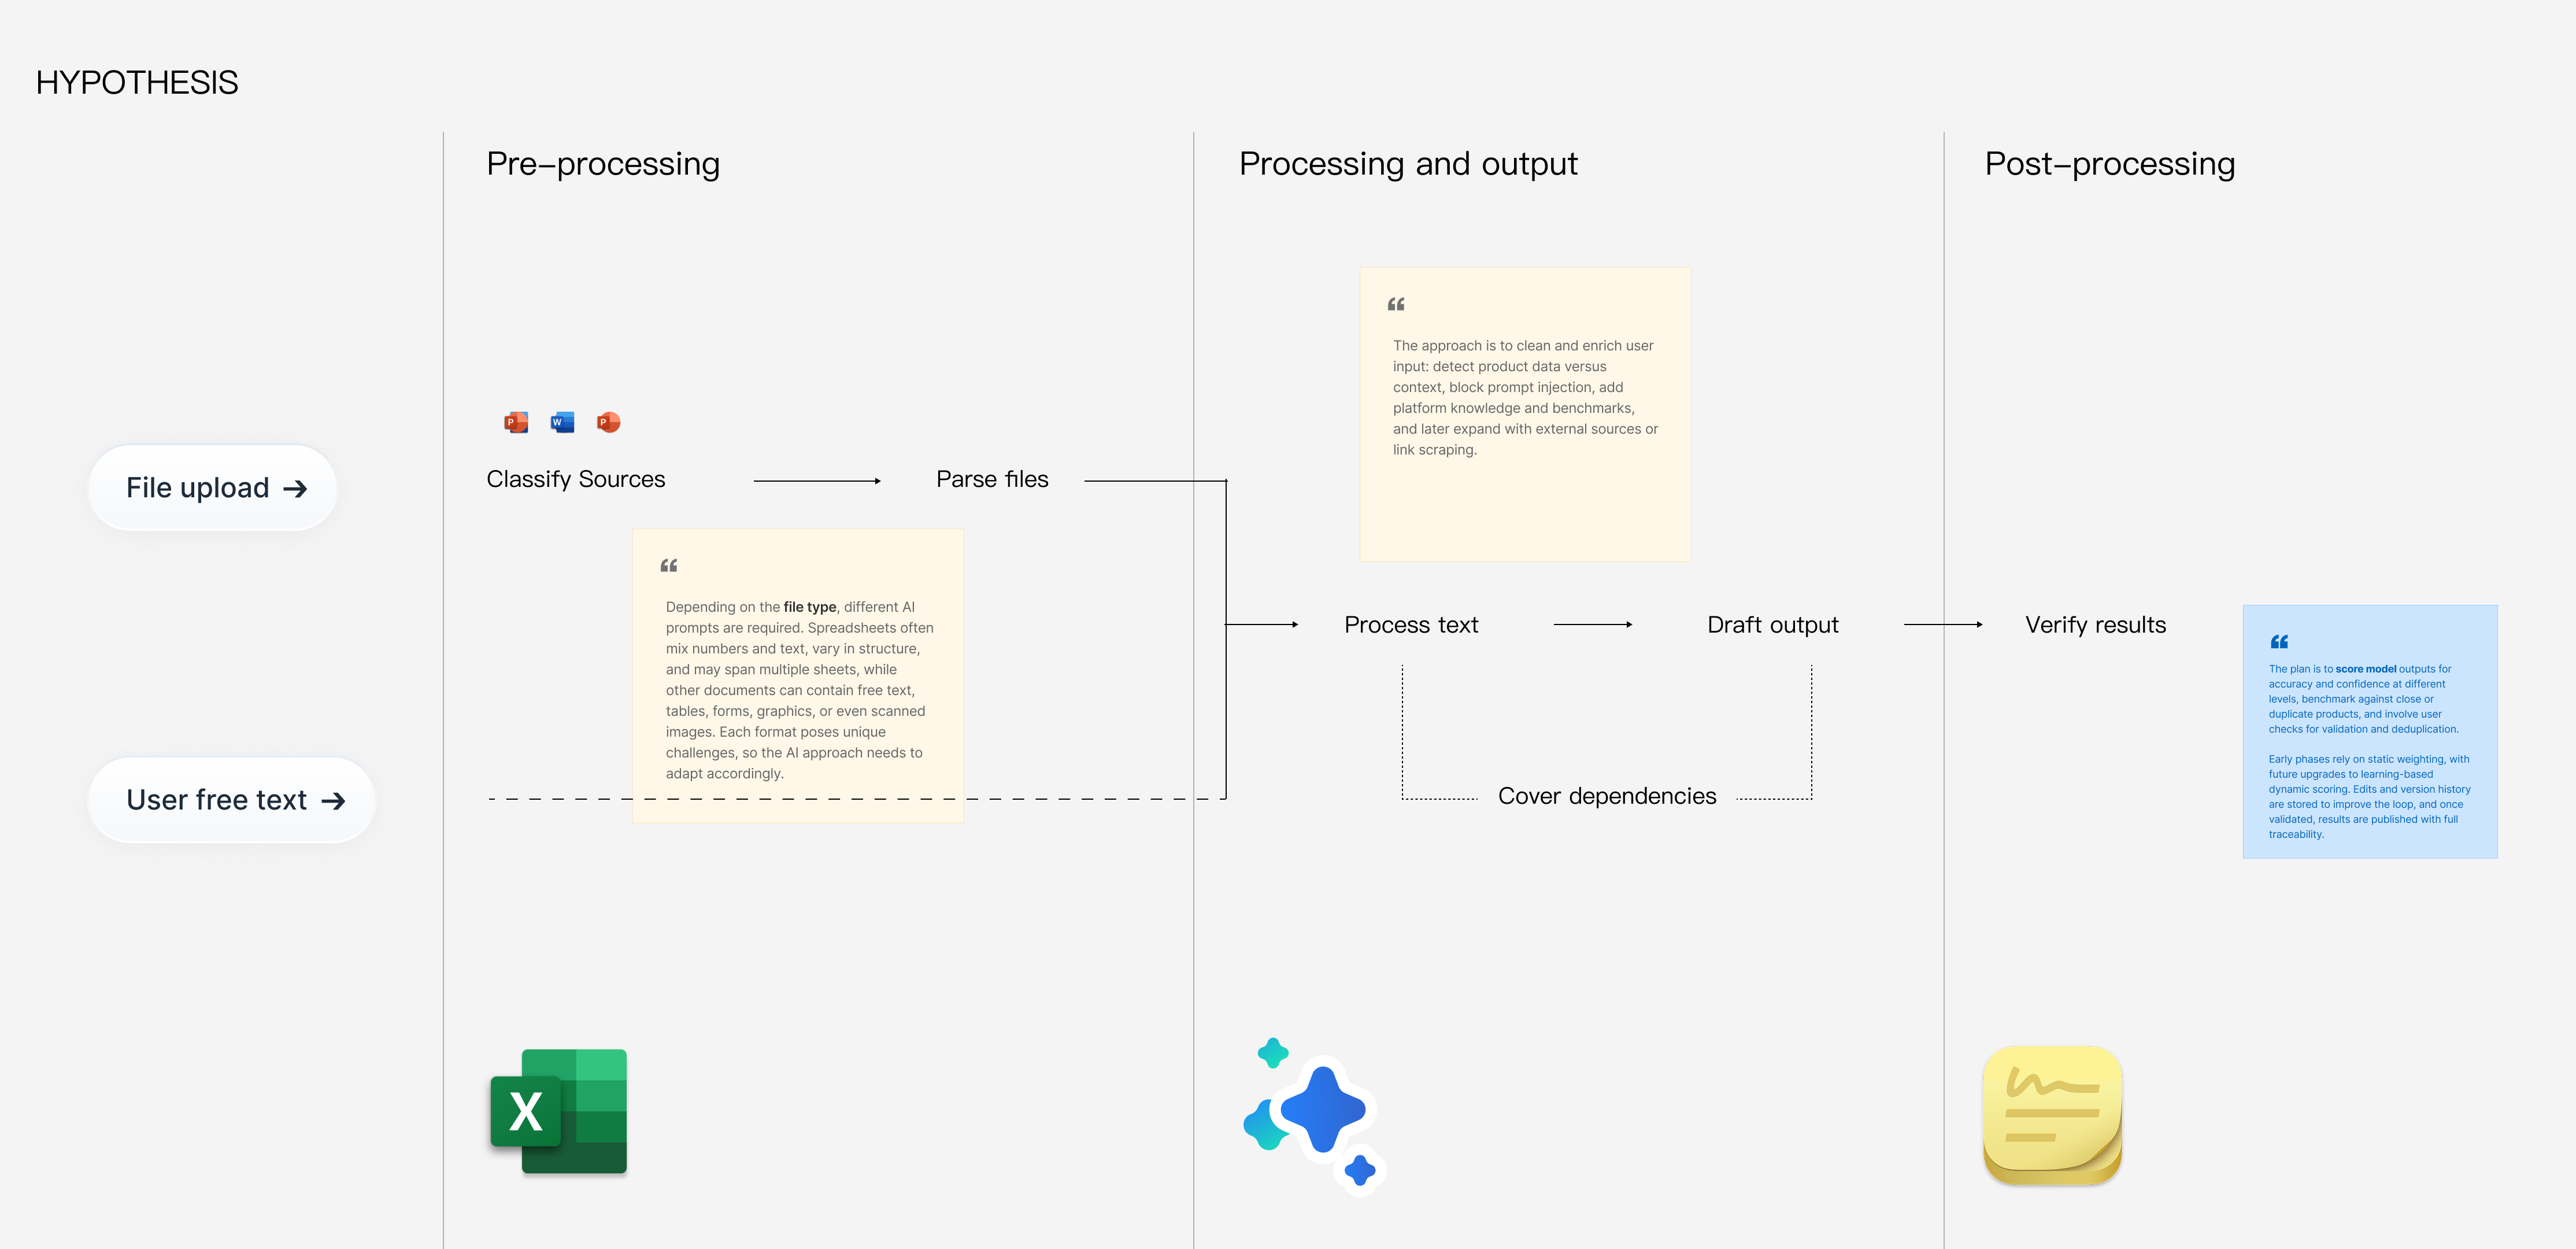 HYPOTHESIS
Pre-processing
Processing and output
Post-processing
File upload →
User free text →
P
W
P
Classify Sources
Parse files
“
Depending on the file type, different AI
prompts are required. Spreadsheets often
mix numbers and text, vary in structure,
and may span multiple sheets, while
other documents can contain free text,
tables, forms, graphics, or even scanned
images. Each format poses unique
challenges, so the AI approach needs to
adapt accordingly.
“
The approach is to clean and enrich user
input: detect product data versus
context, block prompt injection, add
platform knowledge and benchmarks,
and later expand with external sources or
link scraping.
Process text
Draft output
Cover dependencies
Verify results
“
The plan is to score model outputs for
accuracy and confidence at different
levels, benchmark against close or
duplicate products, and involve user
checks for validation and deduplication.
Early phases rely on static weighting, with
future upgrades to learning-based
dynamic scoring. Edits and version history
are stored to improve the loop, and once
validated, results are published with full
traceability.
X